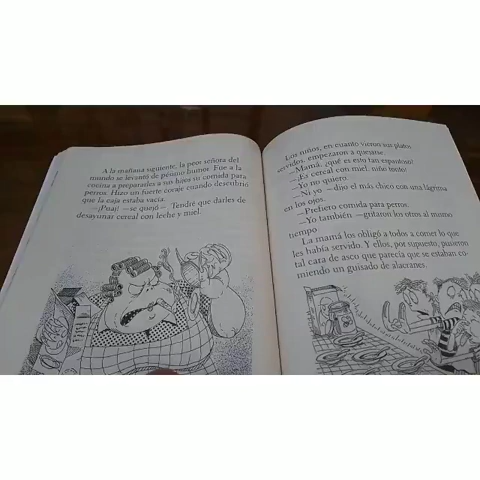 A la mañana siguiente, la peor señora del
mundo se levantó de pésimo humor. Fue a la
cocina a prepararles a sus hijos su comida para
perros. Hizo un fuerte coraje cuando descubrió
que la caja estaba vacía.
—¡Puaj! —se quejó—. Tendré que darles de
desayunar cereal con leche y miel.
Los niños, en cuanto vieron sus platos
servidos, empezaron a quejarse.
—Mamá, ¿qué es esto tan espantoso?
—Es cereal con miel, niño tonto.
—Yo no quiero.
—Ni yo —dijo el más chico con una lágrima
en los ojos.
—Prefiero comida para perros.
—Yo también —gritaron los otros al mismo
tiempo.
La mamá los obligó a todos a comer lo que
les había servido. Y ellos, por supuesto, pusieron
tal cara de asco que parecía que se estaban co-
miendo un guisado de alacranes.